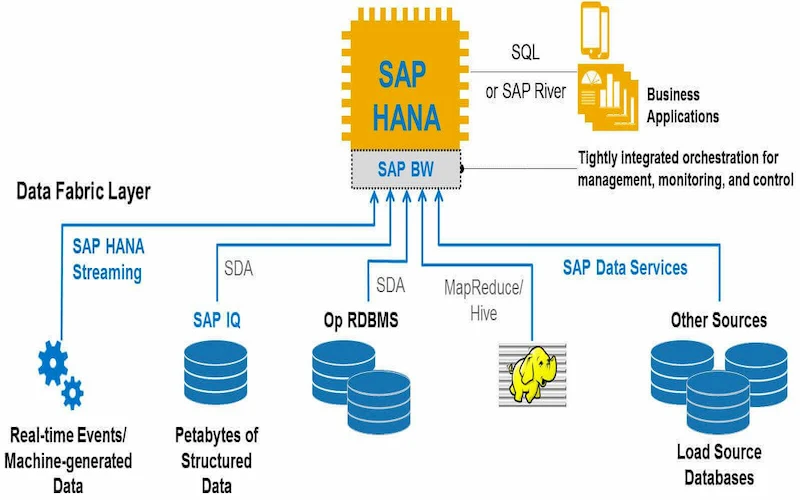 SAP
HANA
SAP BW
SQL
or SAP River
Business
Applications
Tightly integrated orchestration for
management, monitoring, and control
Data Fabric Layer
SAP HANA
Streaming
SDA
SDA
MapReduce/
Hive
SAP Data Services
SAP IQ
Op RDBMS
Other Sources
Real-time Events/
Machine-generated
Data
Petabytes of
Structured
Data
Load Source
Databases